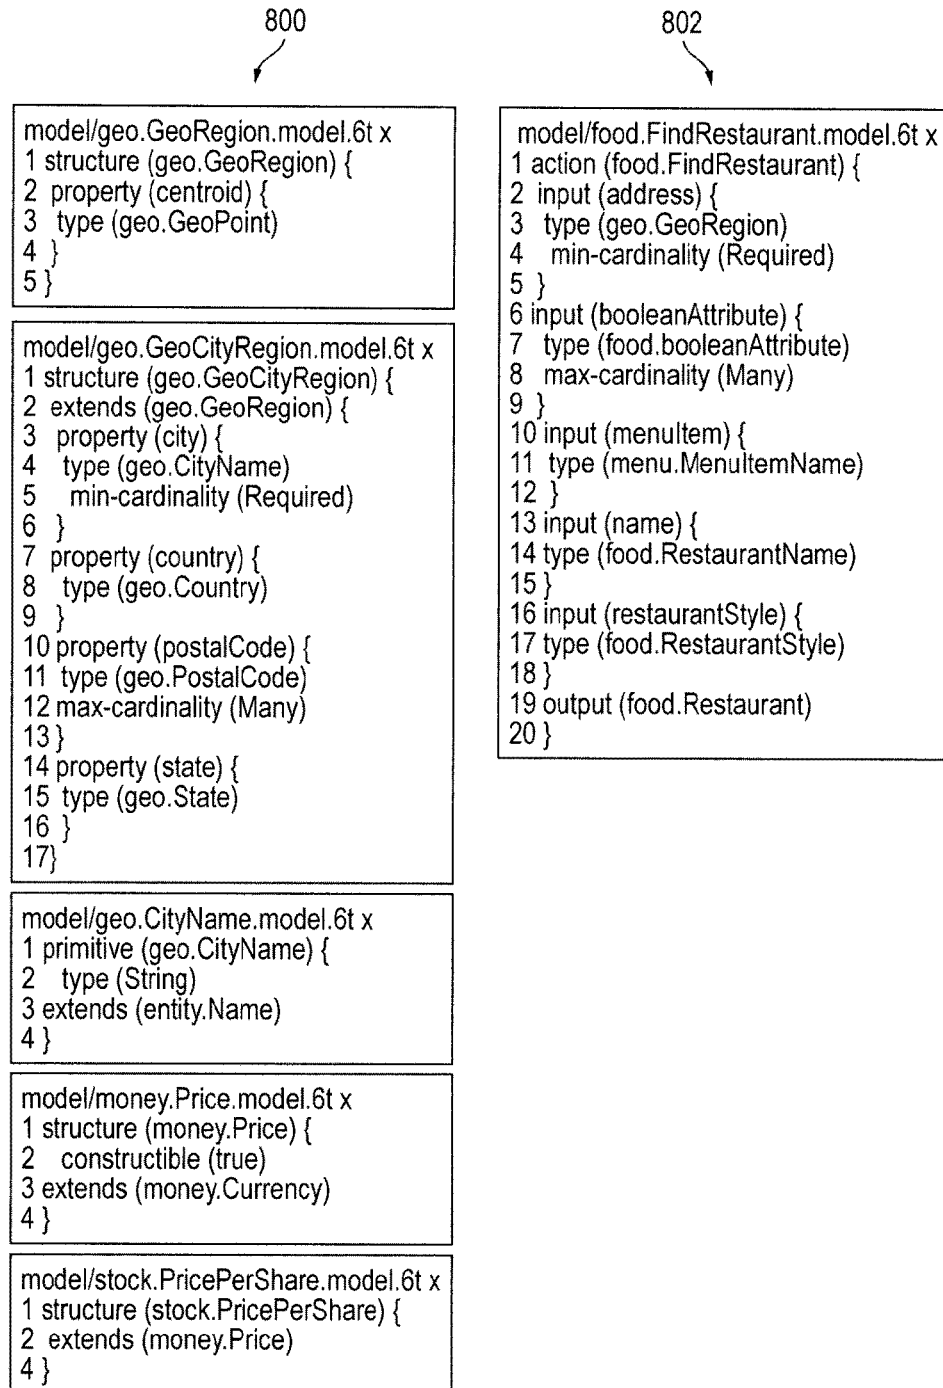 800
model/geo.GeoRegion.model.6t x
1 structure (geo.GeoRegion) {
2 property (centroid) {
3 type (geo.GeoPoint)
4 }
5 }
model/geo.GeoCityRegion.model.6t x
1 structure (geo.GeoCityRegion) {
2 extends (geo.GeoRegion) {
3 property (city) {
4 type (geo.CityName)
5 min-cardinality (Required)
6 }
7 property (country) {
8 type (geo.Country)
9 }
10 property (postalCode) {
11 type (geo.PostalCode)
12 max-cardinality (Many)
13 }
14 property (state) {
15 type (geo.State)
16 }
17}
model/geo.CityName.model.6t x
1 primitive (geo.CityName) {
2 type (String)
3 extends (entity.Name)
4 }
model/money.Price.model.6t x
1 structure (money.Price) {
2 constructible (true)
3 extends (money.Currency)
4 }
model/stock.PricePerShare.model.6t x
1 structure (stock.PricePerShare) {
2 extends (money.Price)
4 }
802
model/food.FindRestaurant.model.6t x
1 action (food.FindRestaurant) {
2 input (address) {
3 type (geo.GeoRegion)
4 min-cardinality (Required)
5 }
6 input (booleanAttribute) {
7 type (food.booleanAttribute)
8 max-cardinality (Many)
9 }
10 input (menuItem) {
11 type (menu.MenuItemName)
12 }
13 input (name) {
14 type (food.RestaurantName)
15 }
16 input (restaurantStyle) {
17 type (food.RestaurantStyle)
18 }
19 output (food.Restaurant)
20 }